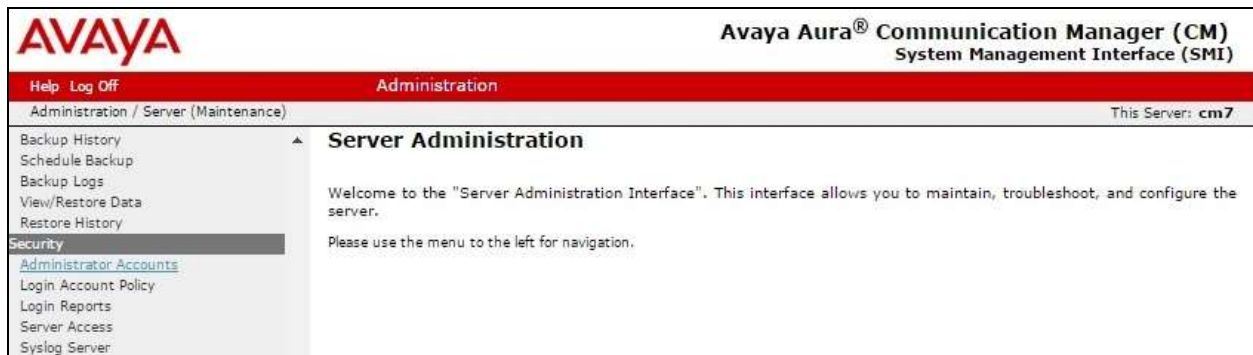 AVAYA
Avaya Aura® Communication Manager (CM)
System Management Interface (SMI)
Help Log Off
Administration
Administration / Server (Maintenance)
This Server: cm7
Backup History
Schedule Backup
Backup Logs
View/Restore Data
Restore History
Security
Administrator Accounts
Login Account Policy
Login Reports
Server Access
Syslog Server
Server Administration
Welcome to the "Server Administration Interface". This interface allows you to maintain, troubleshoot, and configure the
server.
Please use the menu to the left for navigation.